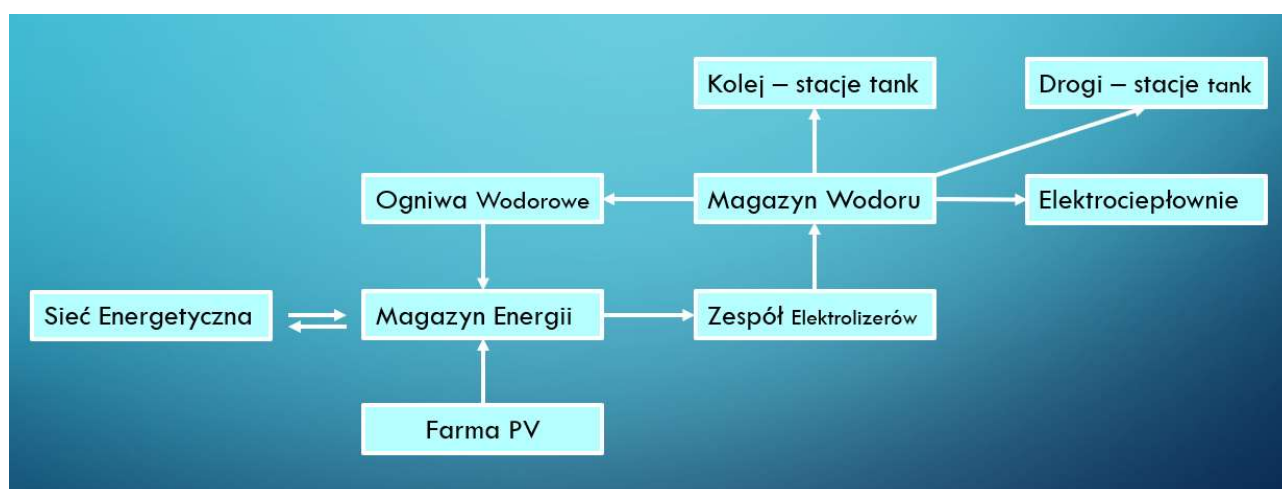 Kolej – stacje tank
Drogi – stacje tank
Ogniwa Wodorowe
Magazyn Wodoru
Elektrociepłownie
Sieć Energetyczna
Magazyn Energii
Zespół Elektrolizerów
Farma PV